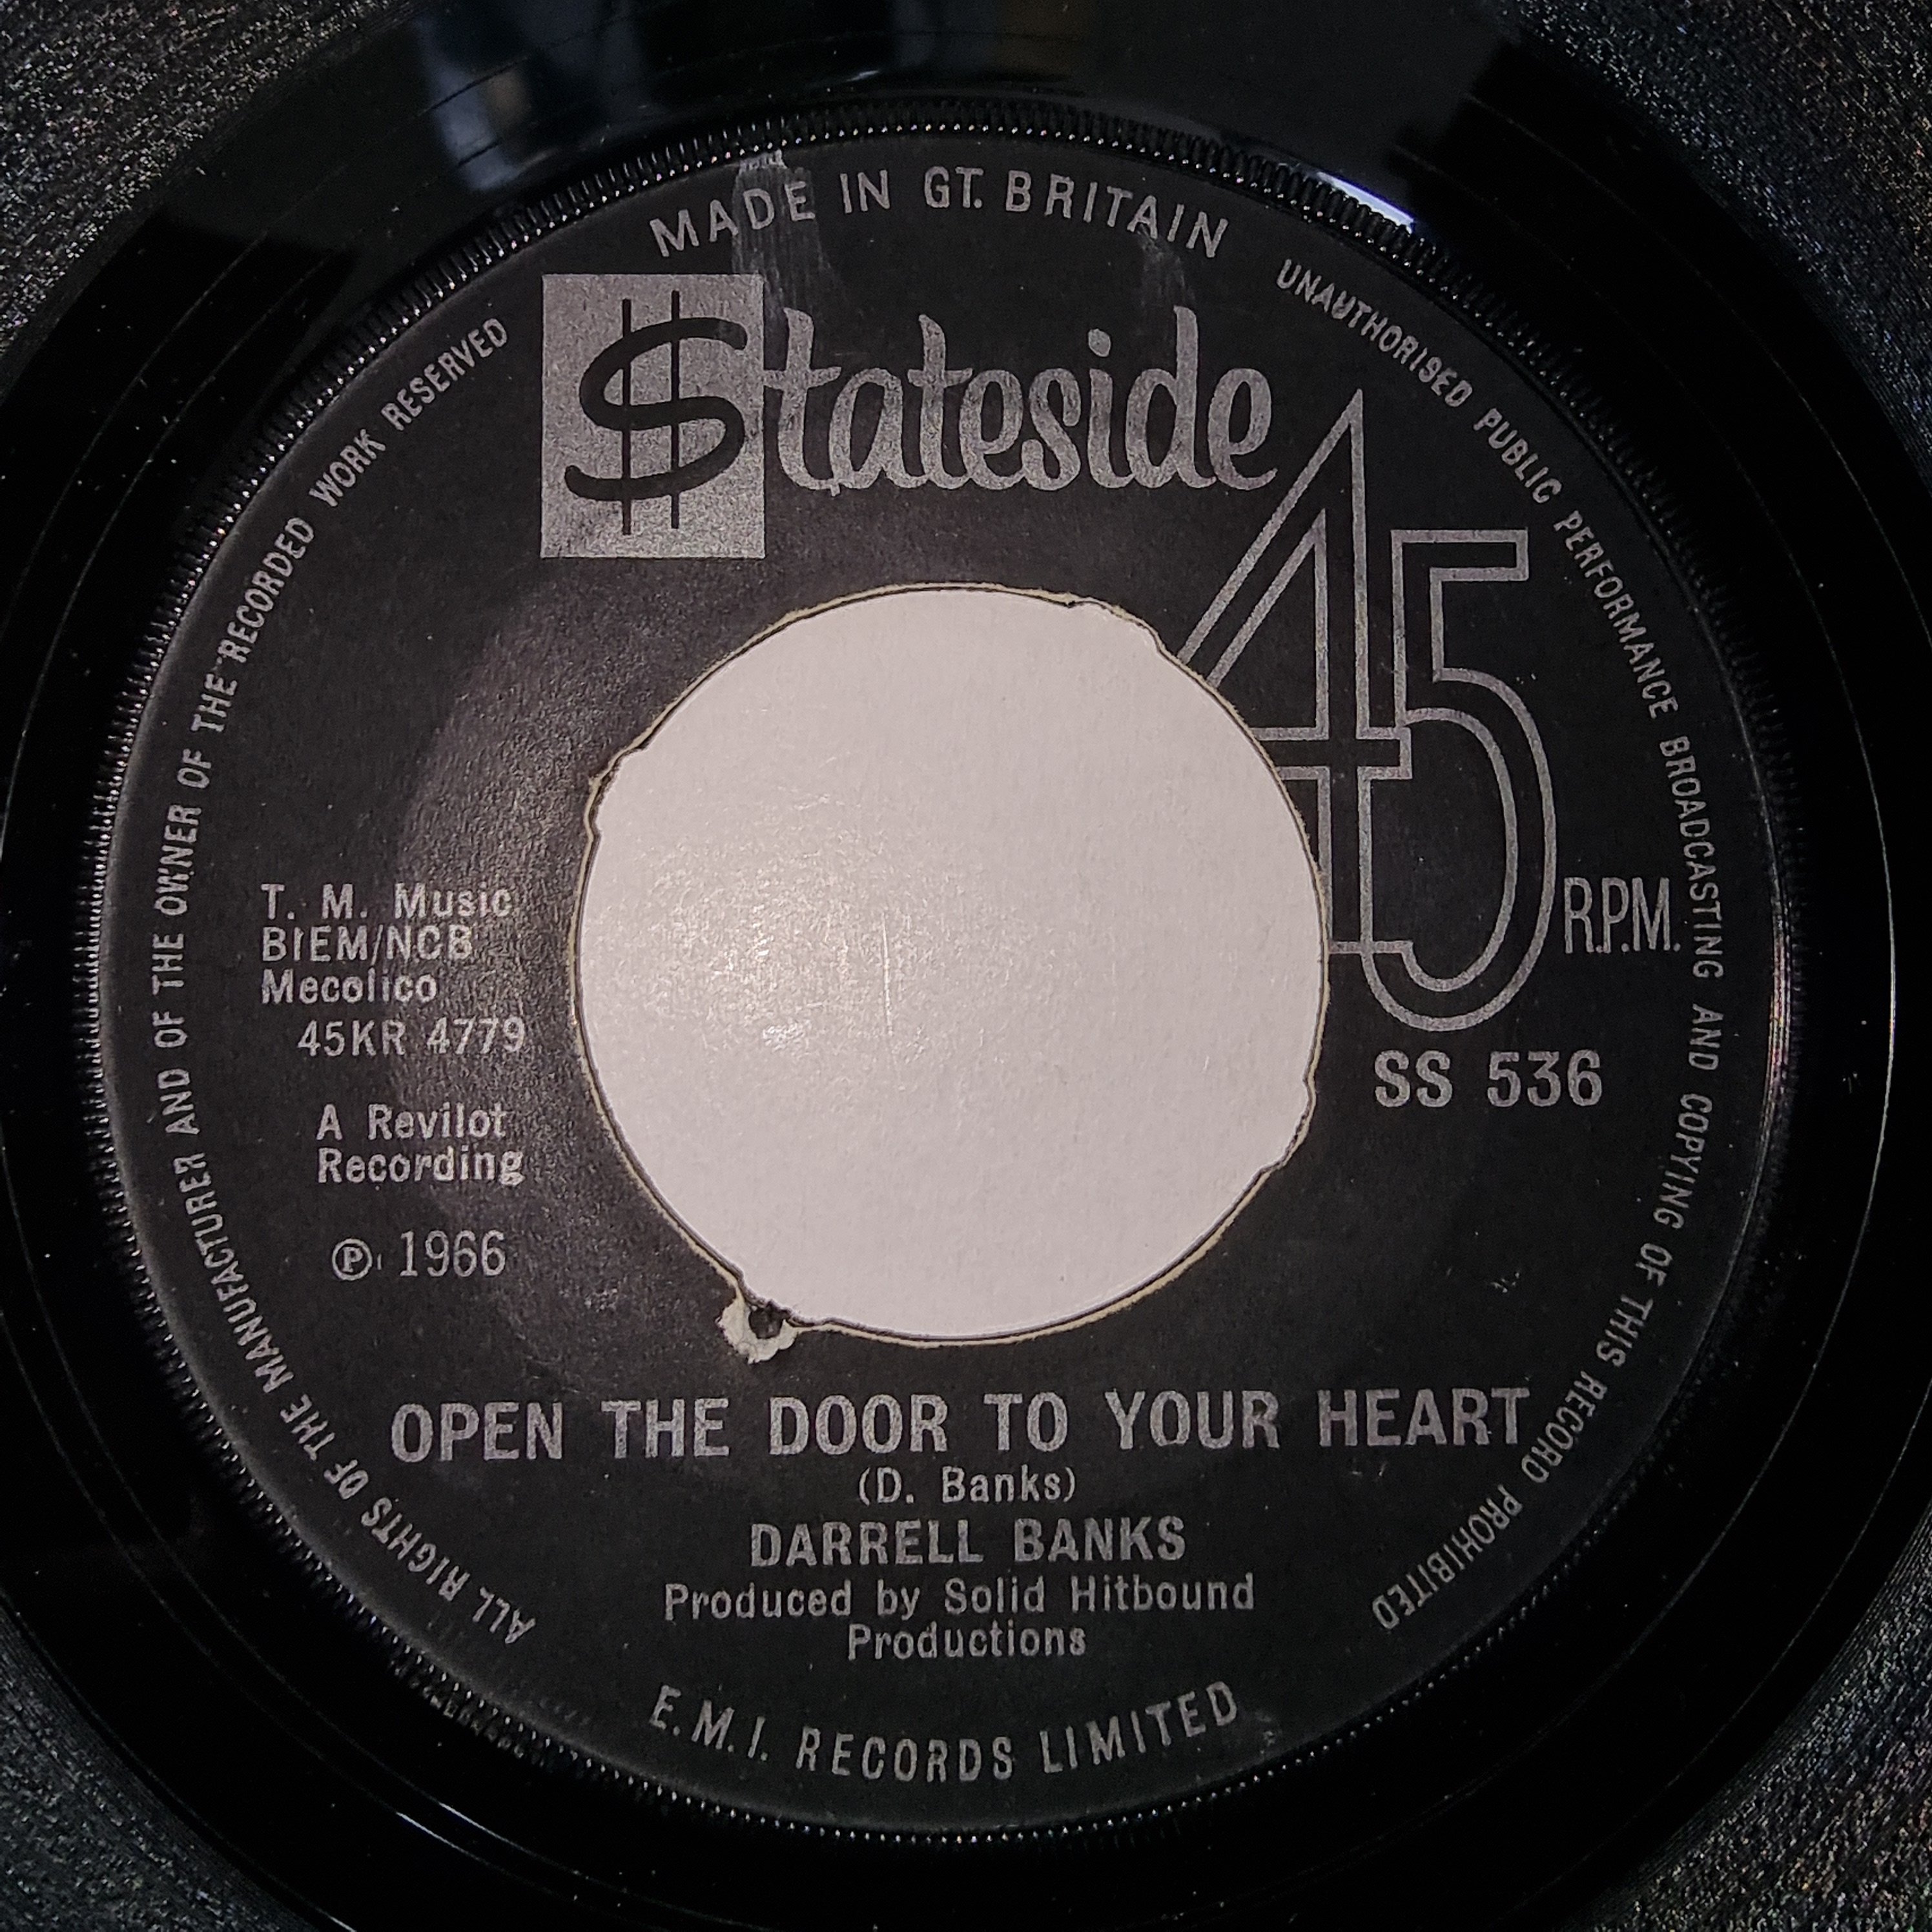 MADE IN GT. BRITAIN
UNAUTHORISED PUBLIC PERFORMANCE BROADCASTING AND COPYING OF THIS RECORD PROHIBITED
ALL RIGHTS OF THE MANUFACTURER AND OF THE OWNER OF THE RECORDED WORK RESERVED
$tateside
45
R.P.M.
T. M. Music
BIEM/NCB
Mecolico
45KR 4779
SS 536
A Revilot
Recording
Ⓟ 1966
OPEN THE DOOR TO YOUR HEART
(D. Banks)
DARRELL BANKS
Produced by Solid Hitbound
Productions
E.M.I. RECORDS LIMITED